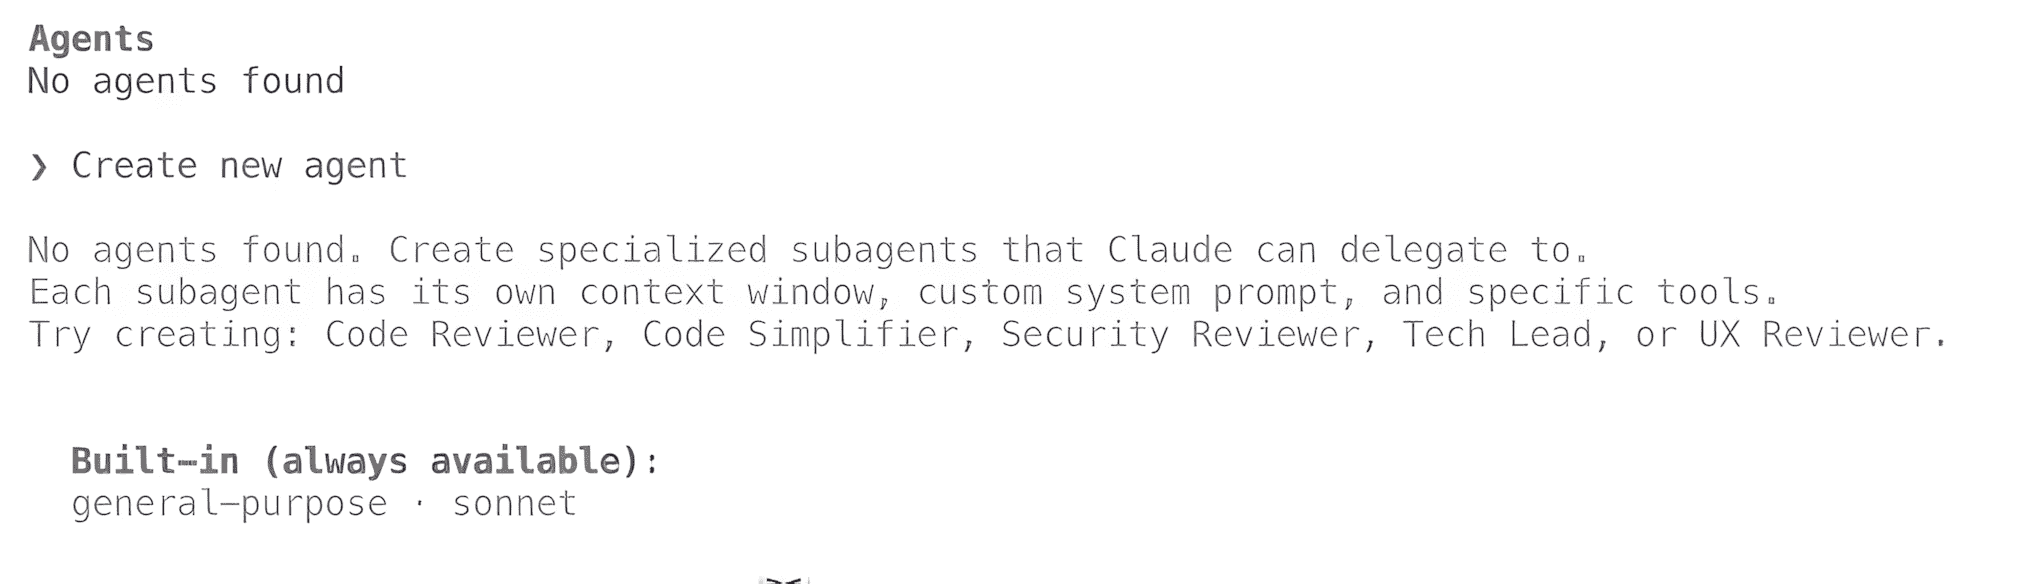 Agents
No agents found
❯ Create new agent
No agents found. Create specialized subagents that Claude can delegate to.
Each subagent has its own context window, custom system prompt, and specific tools.
Try creating: Code Reviewer, Code Simplifier, Security Reviewer, Tech Lead, or UX Reviewer.
Built-in (always available):
general-purpose · sonnet